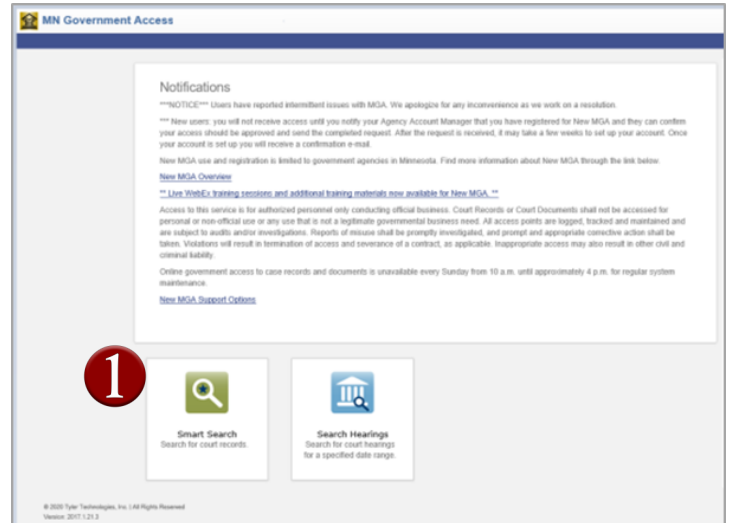 MN Government Access
Notifications
***NOTICE*** Users have reported intermittent issues with MGA. We apologize for any inconvenience as we work on a resolution.
*** New users: you will not receive access until you notify your Agency Account Manager that you have registered for New MGA and they can confirm
your access should be approved and send the completed request. After the request is received, it may take a few weeks to set up your account. Once
your account is set up you will receive a confirmation e-mail.
New MGA use and registration is limited to government agencies in Minnesota. Find more information about New MGA through the link below.
New MGA Overview
** Live WebEx training sessions and additional training materials now available for New MGA. **
Access to this service is for authorized personnel only conducting official business. Court Records or Court Documents shall not be accessed for
personal or non-official use or any use that is not a legitimate governmental business need. All access points are logged, tracked and maintained and
are subject to audits and/or investigations. Reports of misuse shall be promptly investigated, and prompt and appropriate corrective action shall be
taken. Violations will result in termination of access and severance of a contract, as applicable. Inappropriate access may also result in other civil and
criminal liability.
Online government access to case records and documents is unavailable every Sunday from 10 a.m. until approximately 4 p.m. for regular system
maintenance.
New MGA Support Options
1
Smart Search
Search for court records.
Search Hearings
Search for court hearings
for a specified date range.
© 2020 Tyler Technologies, Inc. | All Rights Reserved
Version: 2017.1.21.3